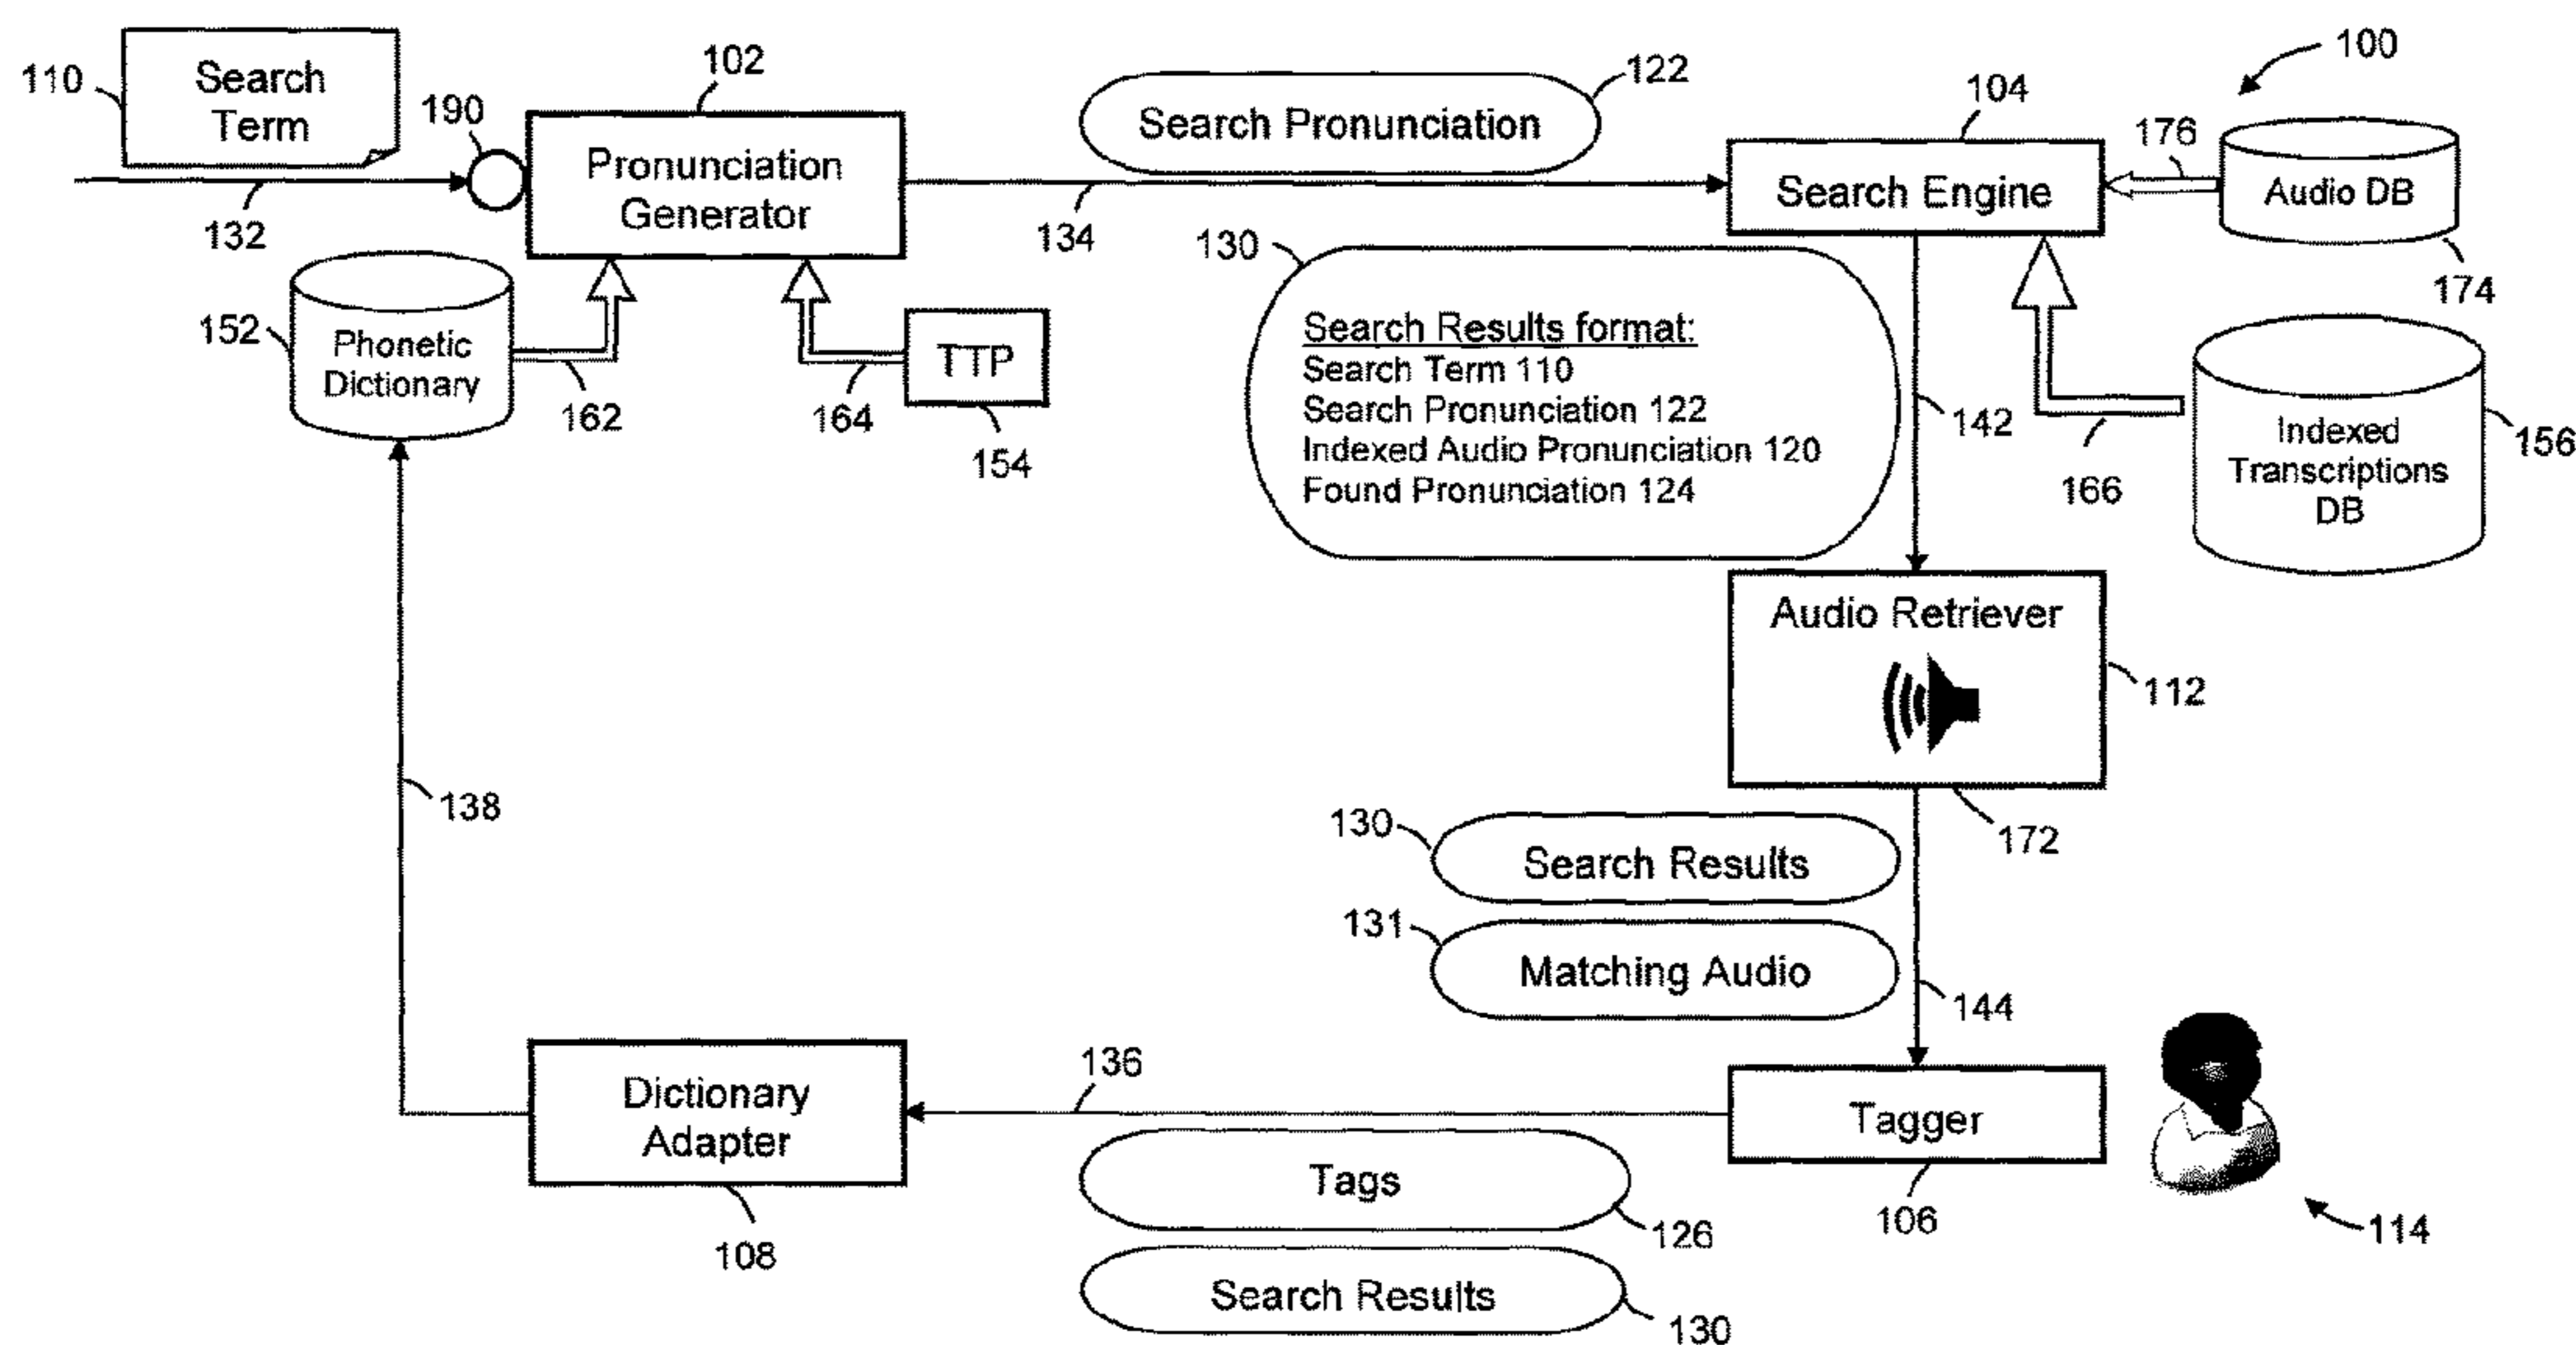 100
110
Search
Term
190
132
102
Pronunciation
Generator
122
Search Pronunciation
134
104
Search Engine
176
Audio DB
174
152
Phonetic
Dictionary
162
164
TTP
154
130
Search Results format:
Search Term 110
Search Pronunciation 122
Indexed Audio Pronunciation 120
Found Pronunciation 124
142
166
Indexed
Transcriptions
DB
156
Audio Retriever
112
172
138
130
Search Results
131
Matching Audio
144
Dictionary
Adapter
108
136
Tagger
106
114
Tags
126
Search Results
130